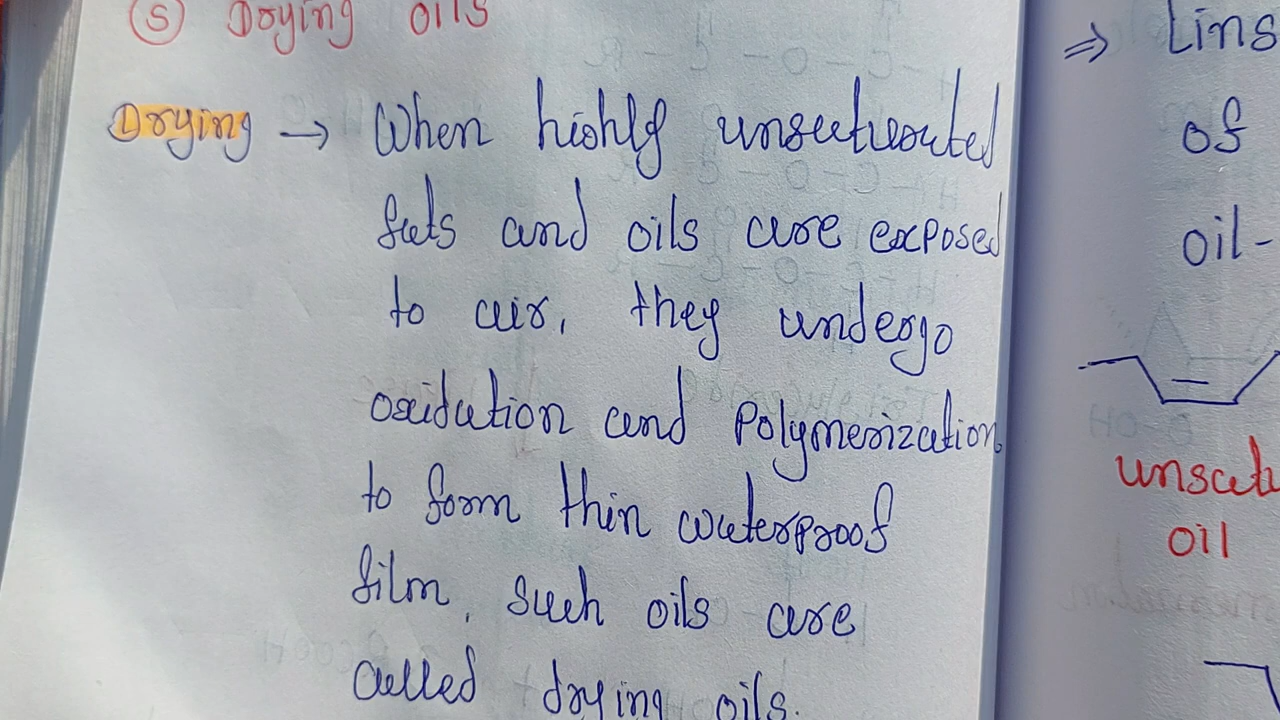 ⑤ Drying oils
Drying → When highly unsaturated
fats and oils are exposed
to air, they undergo
oxidation and Polymerization
to form thin waterproof
film, such oils are
called drying oils.
⇒ Lins
of
oil-
unsatu
oil